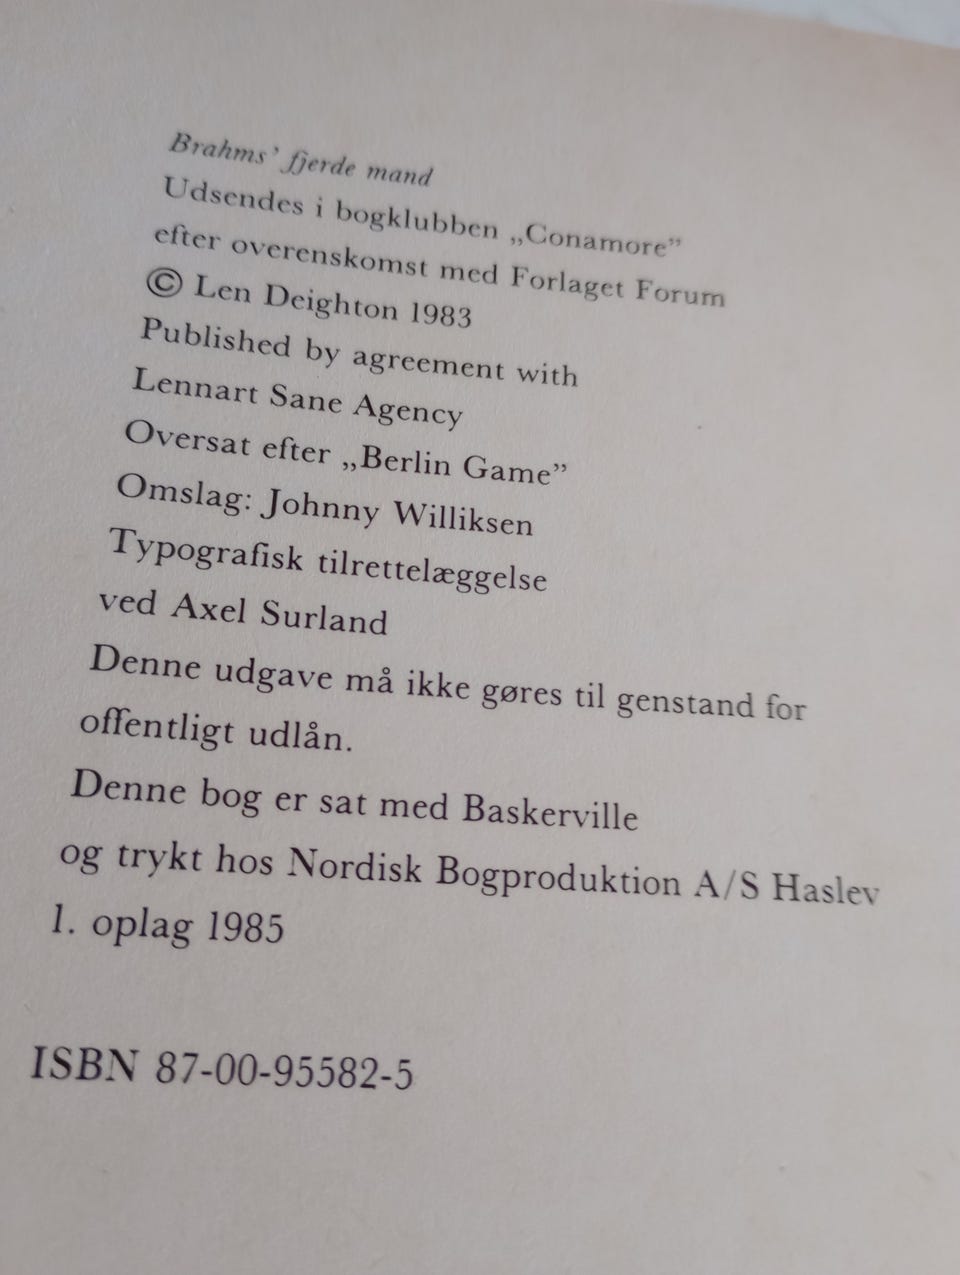 Brahms’ fjerde mand
Udsendes i bogklubben „Conamore”
efter overenskomst med Forlaget Forum
© Len Deighton 1983
Published by agreement with
Lennart Sane Agency
Oversat efter „Berlin Game”
Omslag: Johnny Williksen
Typografisk tilrettelæggelse
ved Axel Surland
Denne udgave må ikke gøres til genstand for
offentligt udlån.
Denne bog er sat med Baskerville
og trykt hos Nordisk Bogproduktion A/S Haslev
1. oplag 1985
ISBN 87-00-95582-5